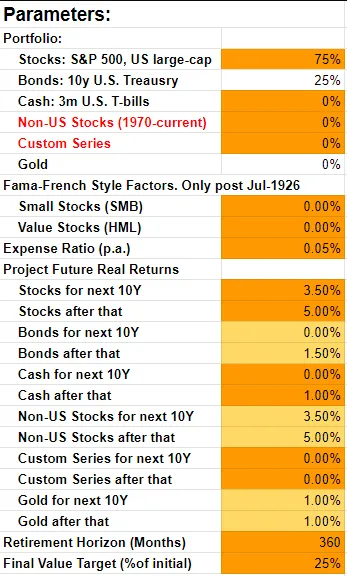 Parameters:
Portfolio:
Stocks: S&P 500, US large-cap 75%
Bonds: 10y U.S. Treausry 25%
Cash: 3m U.S. T-bills 0%
Non-US Stocks (1970-current) 0%
Custom Series 0%
Gold 0%
Fama-French Style Factors. Only post Jul-1926
Small Stocks (SMB) 0.00%
Value Stocks (HML) 0.00%
Expense Ratio (p.a.) 0.05%
Project Future Real Returns
Stocks for next 10Y 3.50%
Stocks after that 5.00%
Bonds for next 10Y 0.00%
Bonds after that 1.50%
Cash for next 10Y 0.00%
Cash after that 1.00%
Non-US Stocks for next 10Y 3.50%
Non-US Stocks after that 5.00%
Custom Series for next 10Y 0.00%
Custom Series after that 0.00%
Gold for next 10Y 1.00%
Gold after that 1.00%
Retirement Horizon (Months) 360
Final Value Target (%of initial) 25%